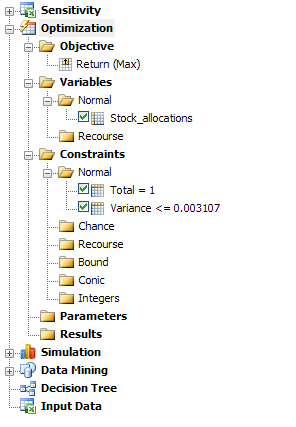 Sensitivity
Optimization
Objective
Return (Max)
Variables
Normal
Stock_allocations
Recourse
Constraints
Normal
Total = 1
Variance <= 0.003107
Chance
Recourse
Bound
Conic
Integers
Parameters
Results
Simulation
Data Mining
Decision Tree
Input Data